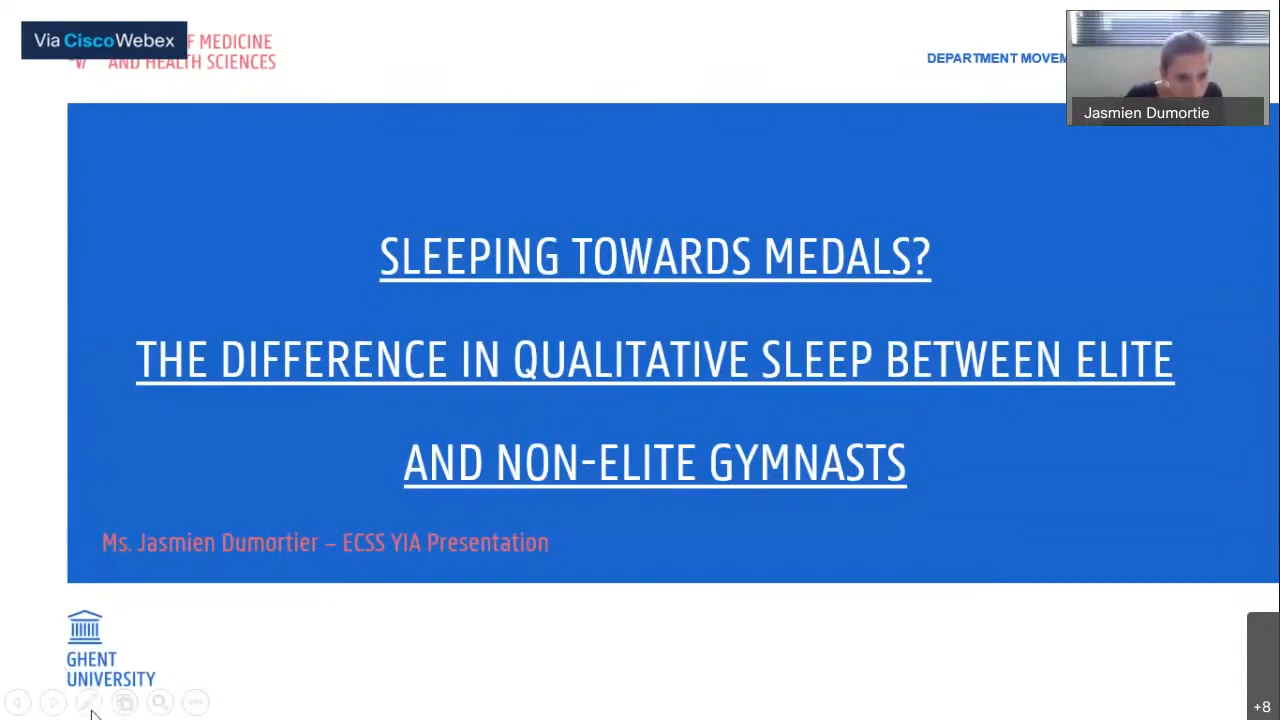 Via Cisco Webex
OF MEDICINE
AND HEALTH SCIENCES
DEPARTMENT
Jasmien Dumortie
SLEEPING TOWARDS MEDALS?
THE DIFFERENCE IN QUALITATIVE SLEEP BETWEEN ELITE
AND NON-ELITE GYMNASTS
Ms. Jasmien Dumortier – ECSS YIA Presentation
GHENT
UNIVERSITY
+8